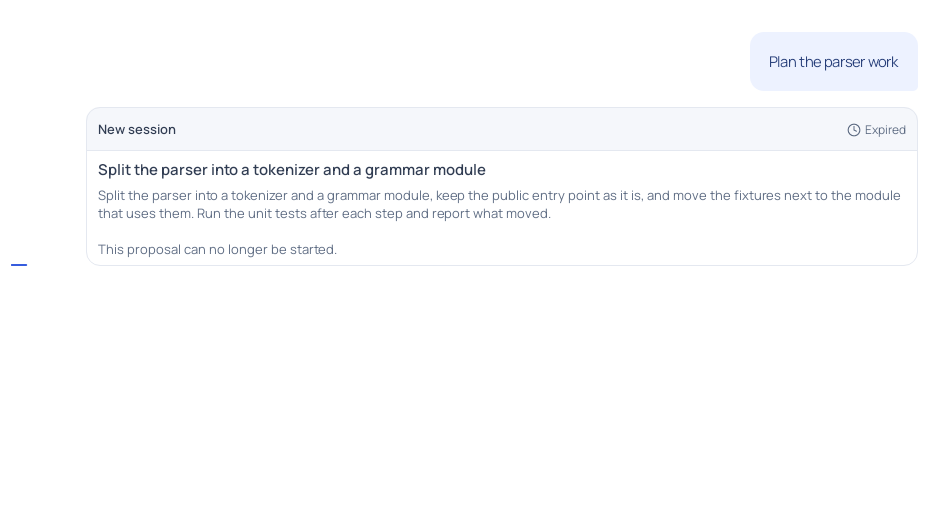 Plan the parser work
New session
Expired
Split the parser into a tokenizer and a grammar module
Split the parser into a tokenizer and a grammar module, keep the public entry point as it is, and move the fixtures next to the module
that uses them. Run the unit tests after each step and report what moved.
This proposal can no longer be started.